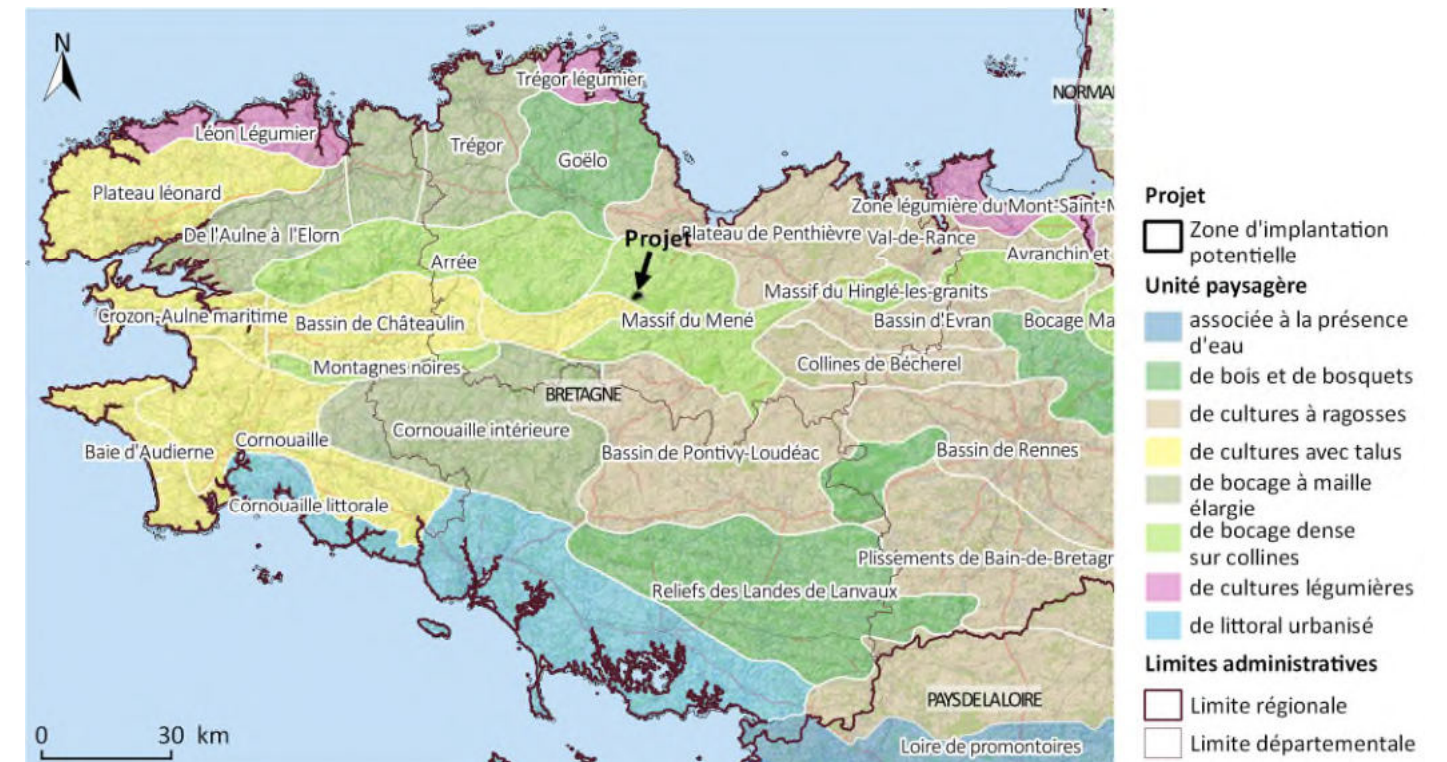 N
Trégor légumier
NORMA
Léon Légumier
Trégor
Goëlo
Plateau léonard
Zone légumière du Mont-Saint-M
De l'Aulne à l'Elorn
Projet
Plateau de Penthièvre
Val-de-Rance
Avranchin et
Arrée
Massif du Hinglé-les-granits
Crozon-Aulne maritime
Bassin de Châteaulin
Massif du Mené
Bassin d'Evran
Bocage Ma
Montagnes noires
Collines de Bécherel
BRETAGNE
Cornouaille intérieure
Baie d'Audierne
Cornouaille
Bassin de Pontivy-Loudéac
Bassin de Rennes
Cornouaille littorale
Plissements de Bain-de-Bretagn
Reliefs des Landes de Lanvaux
PAYS DE LA LOIRE
Loire de promontoires
0 30 km
Projet
Zone d'implantation
potentielle
Unité paysagère
associée à la présence
d'eau
de bois et de bosquets
de cultures à ragosses
de cultures avec talus
de bocage à maille
élargie
de bocage dense
sur collines
de cultures légumières
de littoral urbanisé
Limites administratives
Limite régionale
Limite départementale